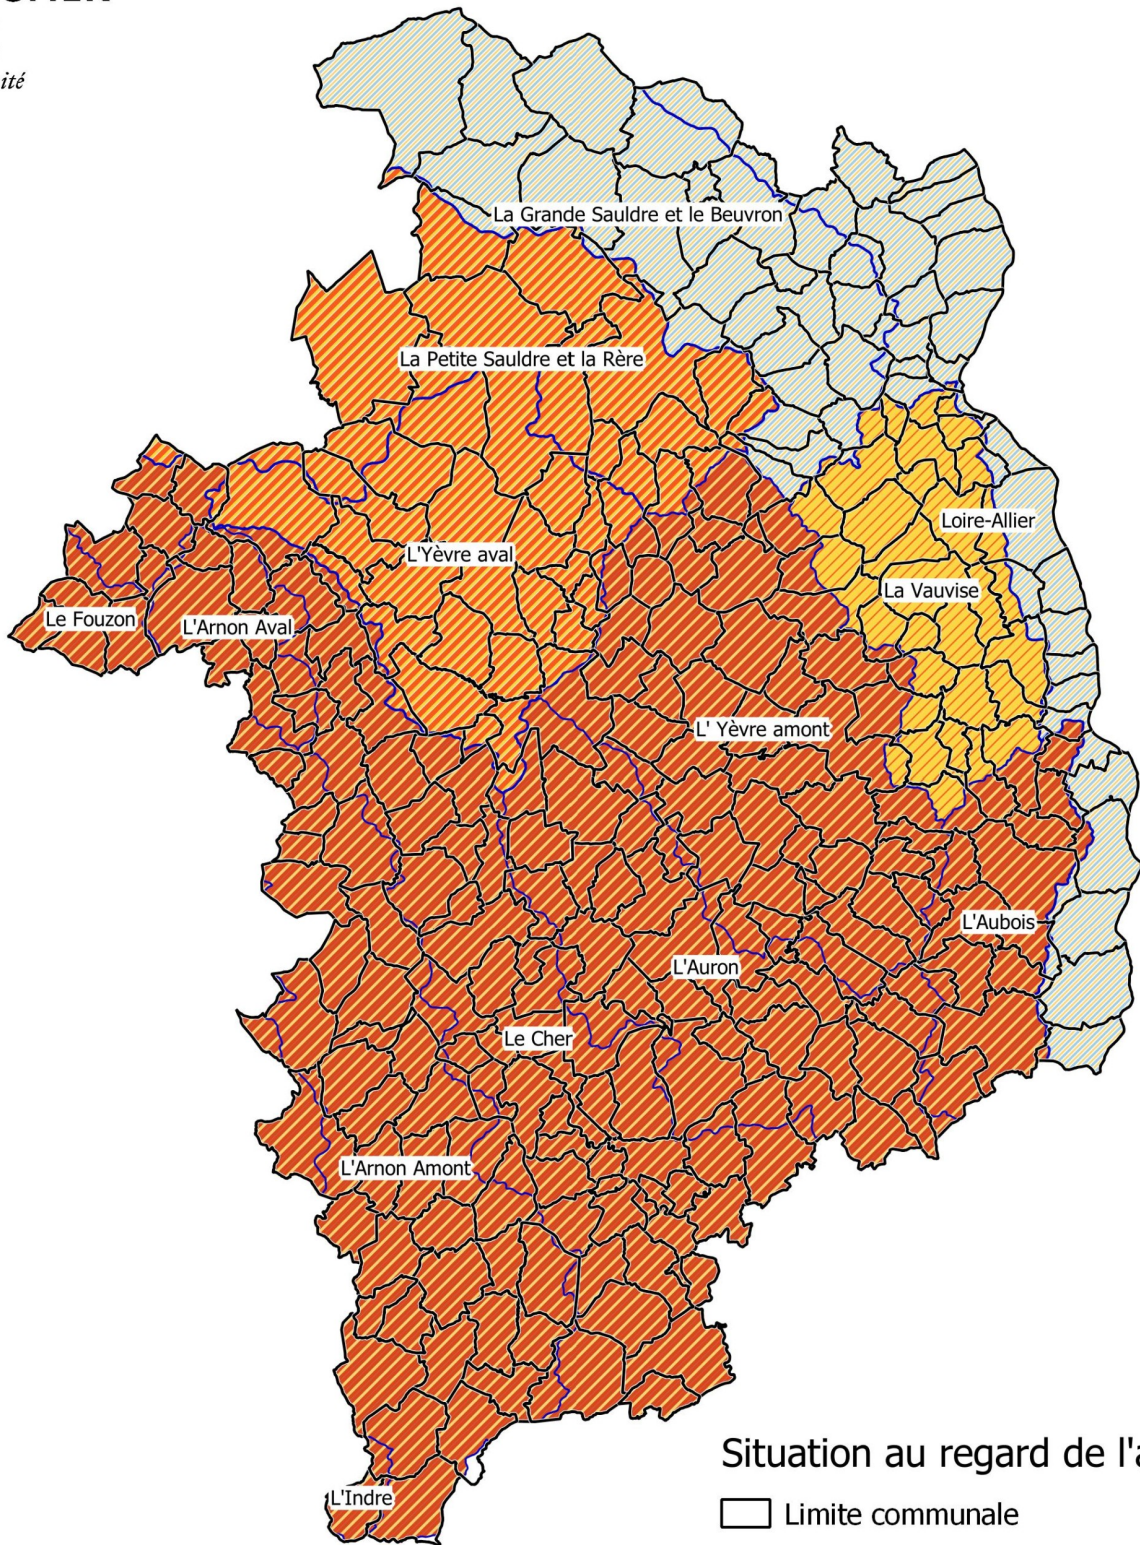 ité
La Grande Sauldre et le Beuvron
La Petite Sauldre et la Rère
Loire-Allier
L'Yèvre aval
La Vauvise
Le Fouzon
L'Arnon Aval
L' Yèvre amont
L'Aubois
L'Auron
Le Cher
L'Arnon Amont
Situation au regard de l'a
L'Indre
Limite communale